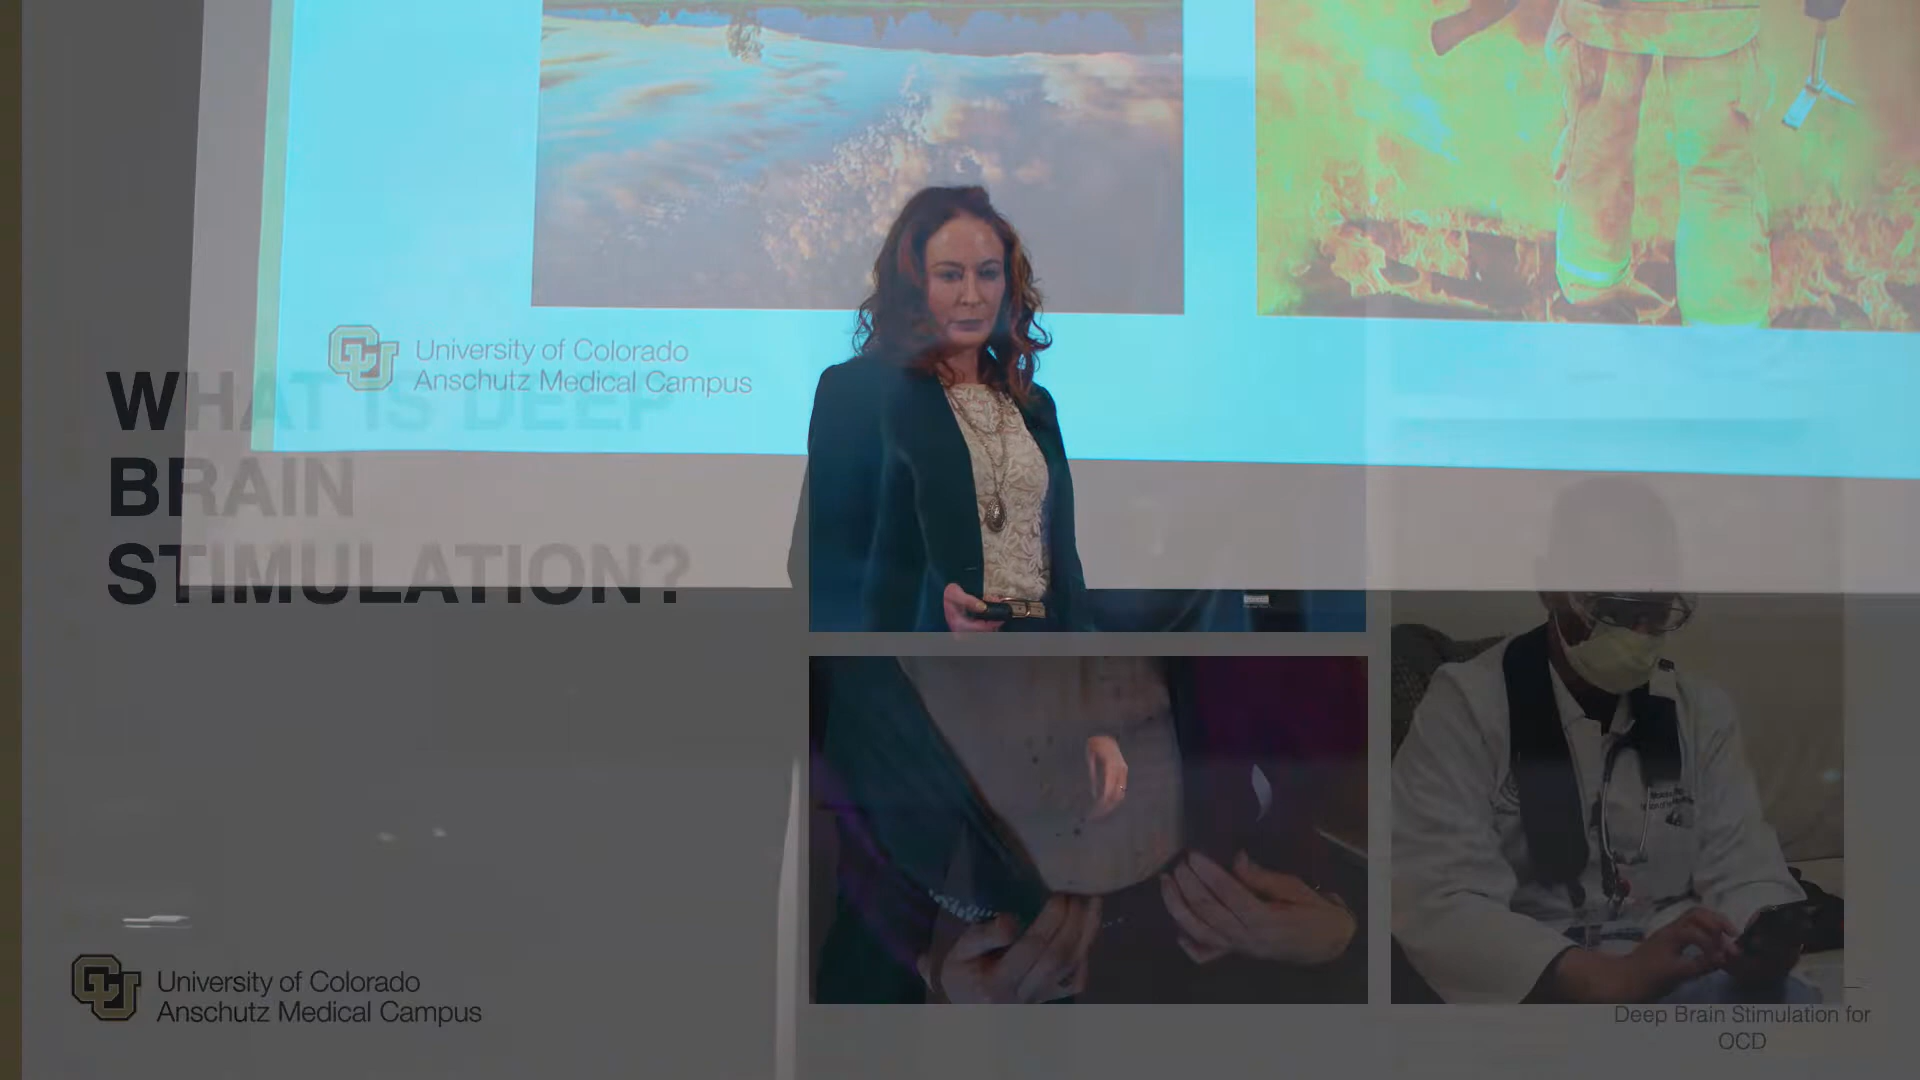 University of Colorado
Anschutz Medical Campus
WHAT IS DEEP
BRAIN
STIMULATION?
University of Colorado
Anschutz Medical Campus
Deep Brain Stimulation for
OCD